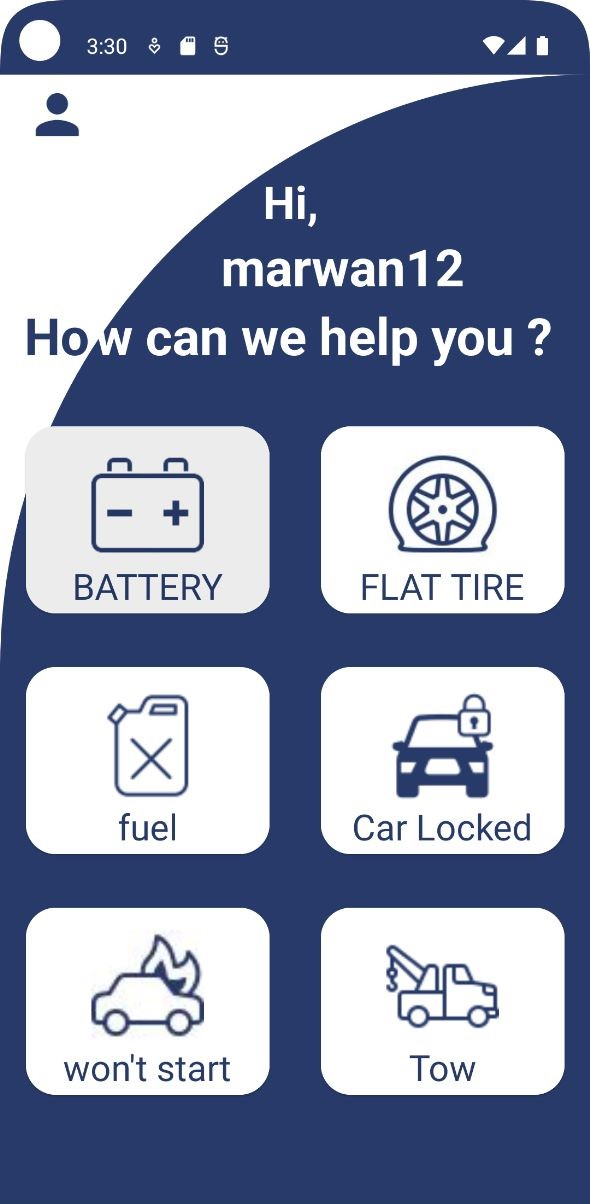 3:30
Hi,
marwan12
How can we help you ?
BATTERY
FLAT TIRE
fuel
Car Locked
won't start
Tow